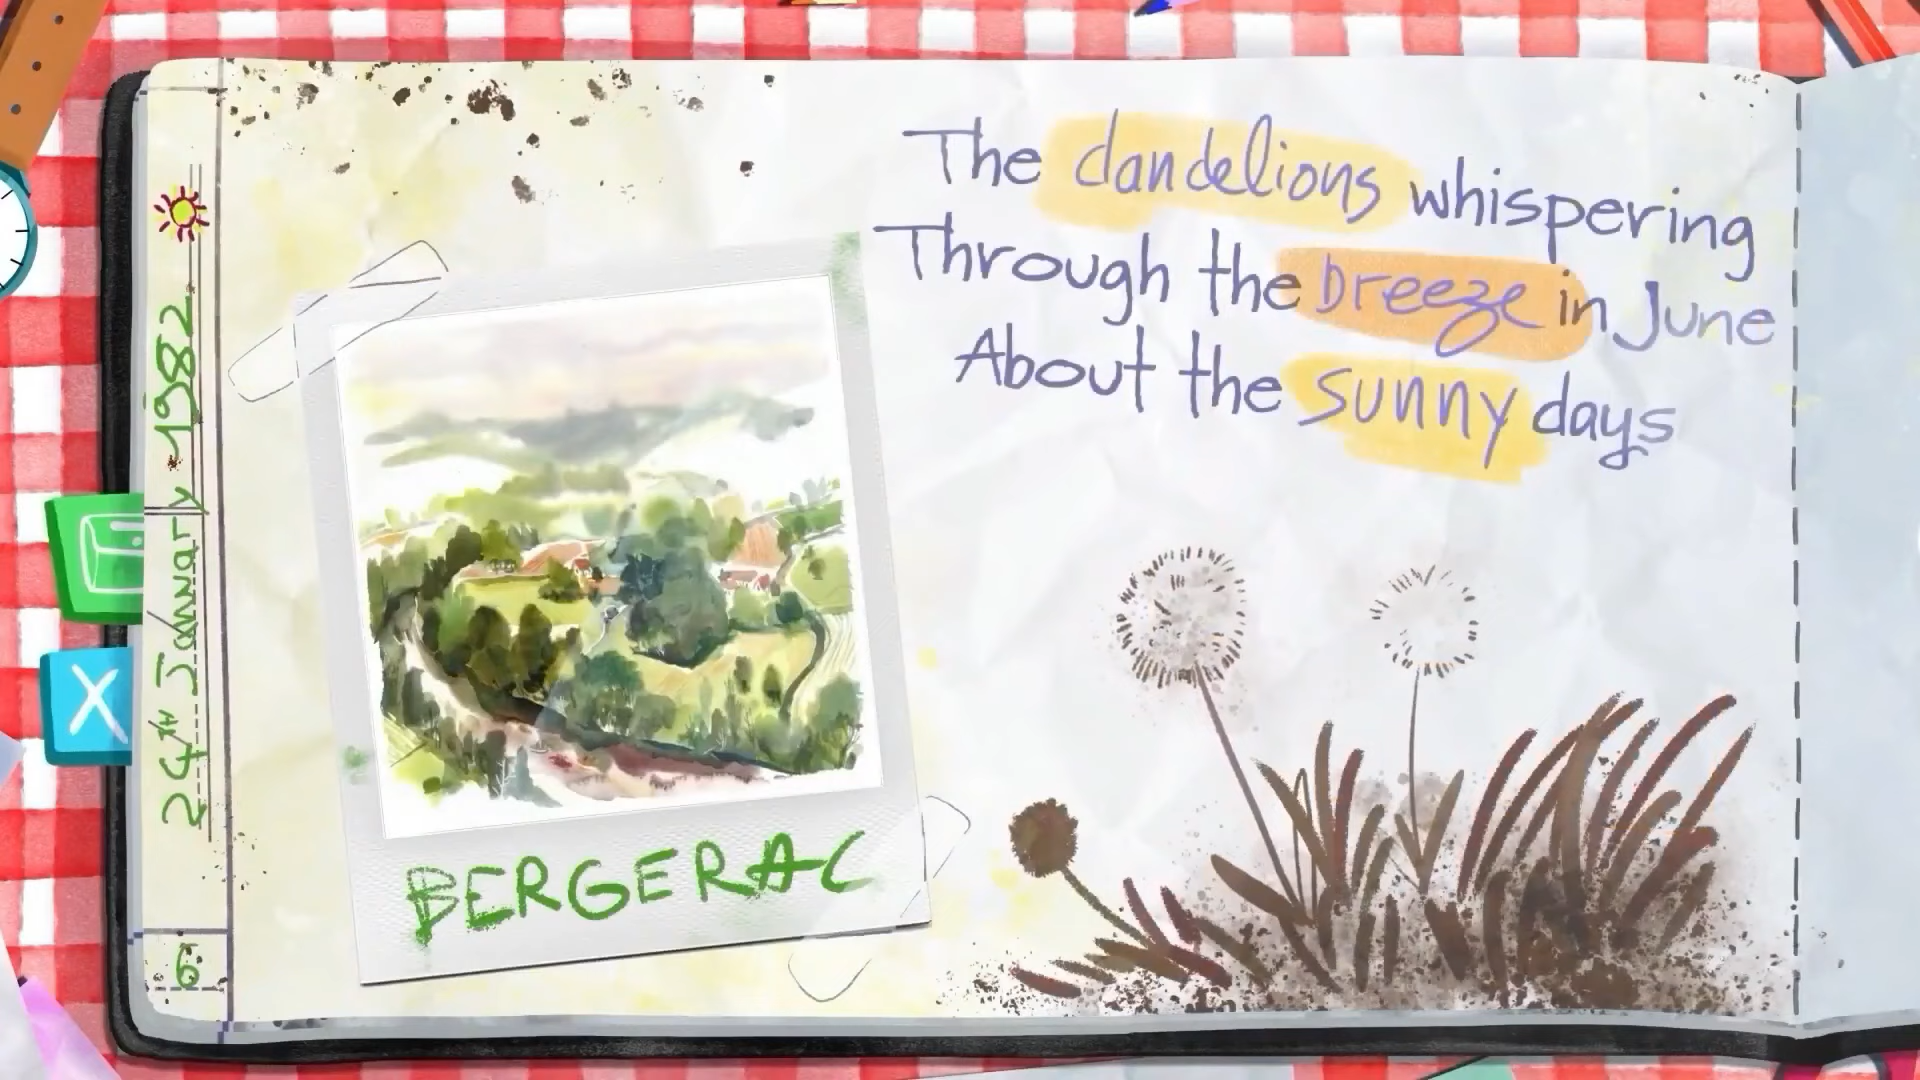 24TH January 1982
6
BERGERAC
The dandelions whispering
Through the breeze in June
About the sunny days
X